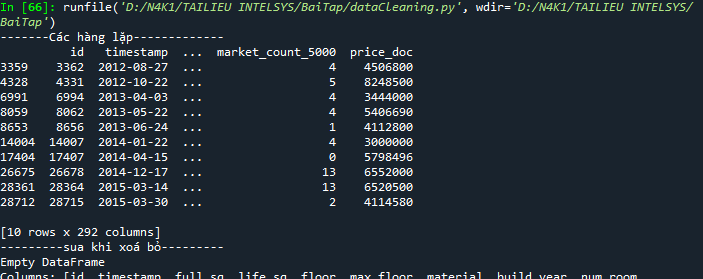 In [66]: runfile('D:/N4K1/TAILIEU INTELSYS/BaiTap/dataCleaning.py', wdir='D:/N4K1/TAILIEU INTELSYS/
BaiTap')
-------Các hàng lặp-------------
id timestamp ... market_count_5000 price_doc
3359 3362 2012-08-27 ... 4 4506800
4328 4331 2012-10-22 ... 5 8248500
6991 6994 2013-04-03 ... 4 3444000
8059 8062 2013-05-22 ... 4 5406690
8653 8656 2013-06-24 ... 1 4112800
14004 14007 2014-01-22 ... 4 3000000
17404 17407 2014-04-15 ... 0 5798496
26675 26678 2014-12-17 ... 13 6552000
28361 28364 2015-03-14 ... 13 6520500
28712 28715 2015-03-30 ... 2 4114580
[10 rows x 292 columns]
---------sua khi xoá bỏ---------
Empty DataFrame
Columns: [id, timestamp, full_sq, life_sq, floor, max_floor, material, build_year, num_room,